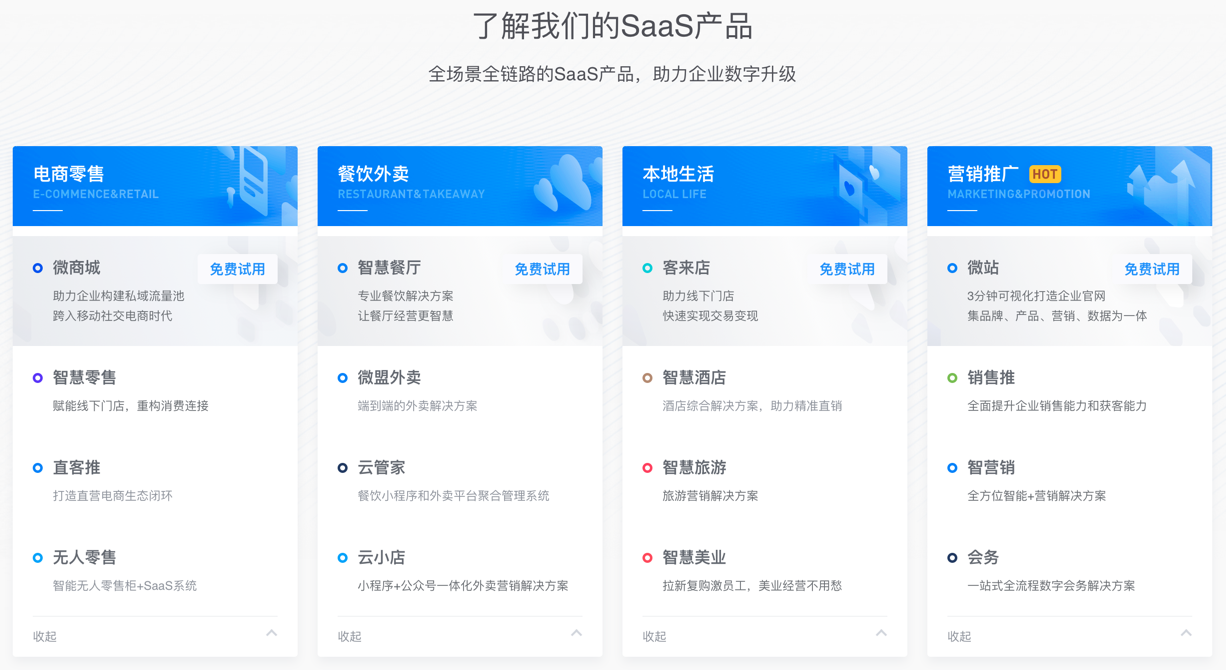 了解我们的SaaS产品
全场景全链路的SaaS产品，助力企业数字升级
电商零售
E-COMMENCE&RETAIL
微商城
免费试用
助力企业构建私域流量池
跨入移动社交电商时代
智慧零售
赋能线下门店，重构消费连接
直客推
打造直营电商生态闭环
无人零售
智能无人零售柜+SaaS系统
收起
餐饮外卖
RESTAURANT&TAKEAWAY
智慧餐厅
免费试用
专业餐饮解决方案
让餐厅经营更智慧
微盟外卖
端到端的外卖解决方案
云管家
餐饮小程序和外卖平台聚合管理系统
云小店
小程序+公众号一体化外卖营销解决方案
收起
本地生活
LOCAL LIFE
客来店
免费试用
助力线下门店
快速实现交易变现
智慧酒店
酒店综合解决方案，助力精准直销
智慧旅游
旅游营销解决方案
智慧美业
拉新复购激员工，美业经营不用愁
收起
营销推广 HOT
MARKETING&PROMOTION
微站
免费试用
3分钟可视化打造企业官网
集品牌、产品、营销、数据为一体
销售推
全面提升企业销售能力和获客能力
智营销
全方位智能+营销解决方案
会务
一站式全流程数字会务解决方案
收起